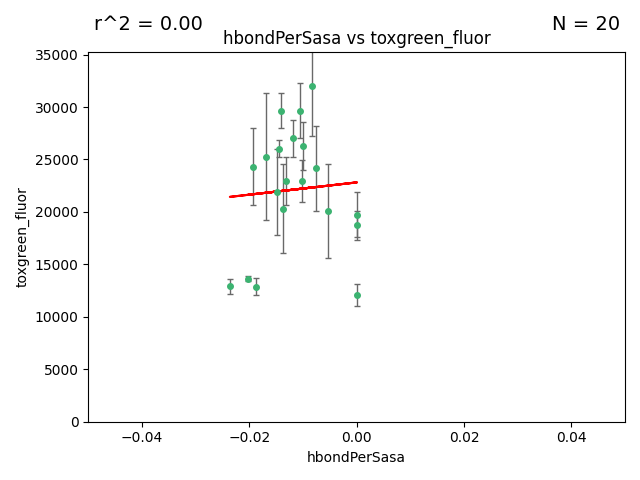 r^2 = 0.00
N = 20
hbondPerSasa vs toxgreen_fluor
35000
30000
25000
20000
15000
10000
5000
0
toxgreen_fluor
−0.04
−0.02
0.00
0.02
0.04
hbondPerSasa